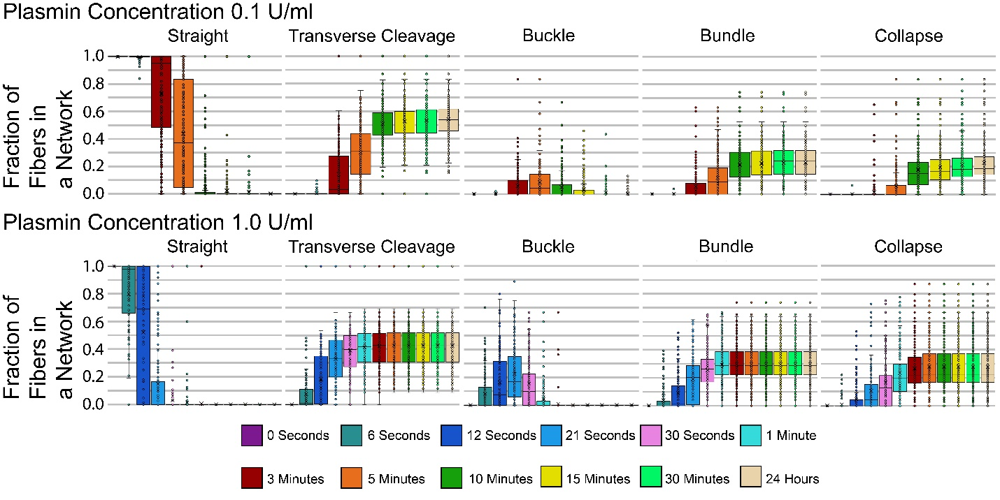 Plasmin Concentration 0.1 U/ml
Straight Transverse Cleavage Buckle Bundle Collapse
Fraction of
Fibers in
a Network
1.0
0.8
0.6
0.4
0.2
0.0
Plasmin Concentration 1.0 U/ml
Straight Transverse Cleavage Buckle Bundle Collapse
Fraction of
Fibers in
a Network
1.0
0.8
0.6
0.4
0.2
0.0
0 Seconds 6 Seconds 12 Seconds 21 Seconds 30 Seconds 1 Minute
3 Minutes 5 Minutes 10 Minutes 15 Minutes 30 Minutes 24 Hours